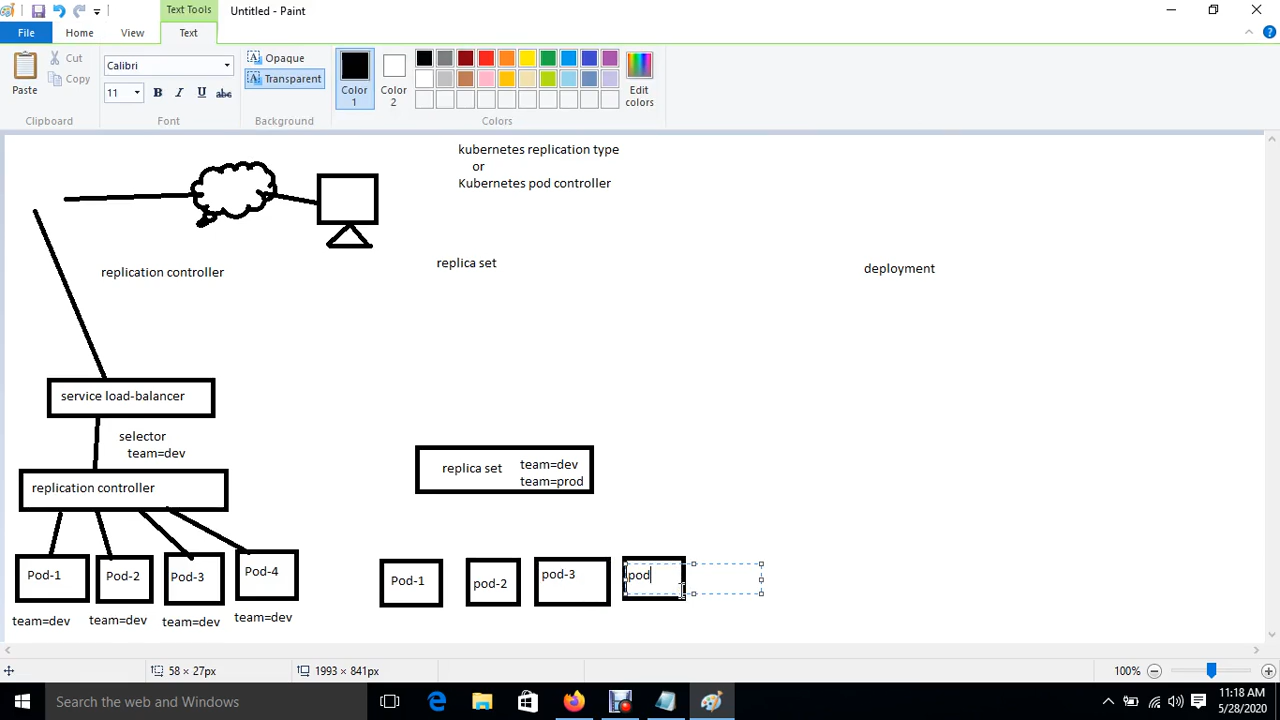 Text Tools
Untitled - Paint
File
Home
View
Text
Paste
Cut
Copy
Clipboard
Calibri
11
B I U abc
Font
Opaque
Transparent
Background
Color 1
Color 2
Edit colors
Colors
kubernetes replication type
or
Kubernetes pod controller
replication controller
replica set
deployment
service load-balancer
selector
team=dev
replication controller
Pod-1
Pod-2
Pod-3
Pod-4
team=dev
team=dev
team=dev
team=dev
replica set
team=dev
team=prod
Pod-1
pod-2
pod-3
pod
58 × 27px
1993 × 841px
100%
Search the web and Windows
11:18 AM
5/28/2020